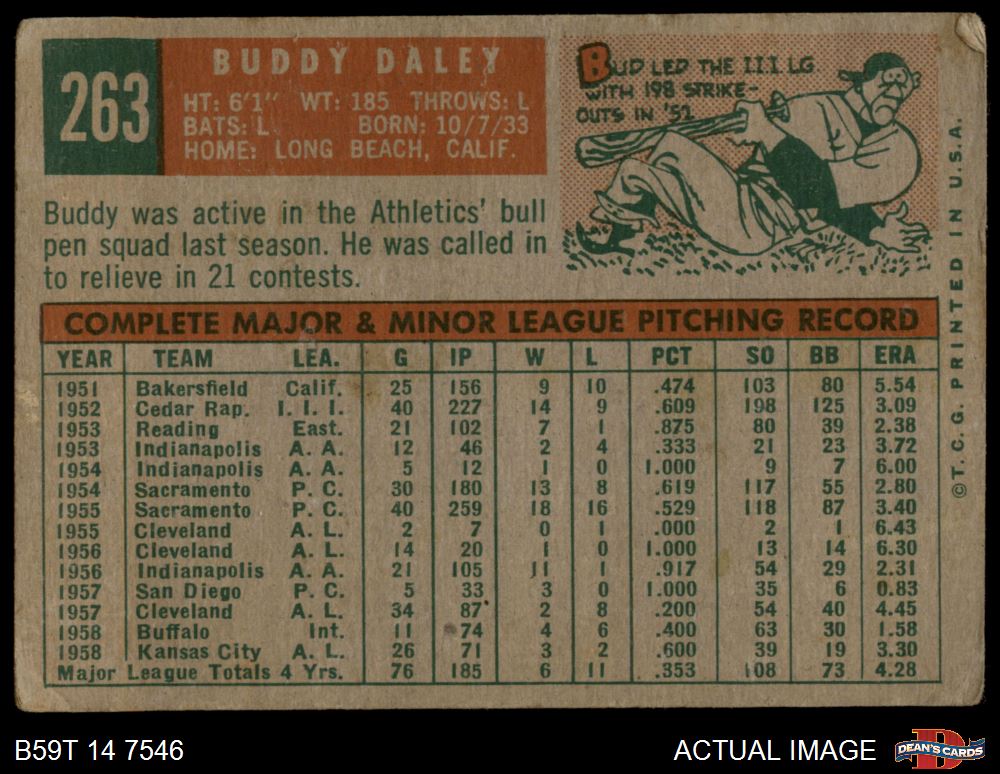 263
BUDDY DALEY
HT: 6'1" WT: 185 THROWS: L
BATS: L BORN: 10/7/33
HOME: LONG BEACH, CALIF.
BUD LED THE III LG
WITH 198 STRIKE-
OUTS IN '52
Buddy was active in the Athletics' bull
pen squad last season. He was called in
to relieve in 21 contests.
COMPLETE MAJOR & MINOR LEAGUE PITCHING RECORD
YEAR TEAM LEA. G IP W L PCT SO BB ERA
1951 Bakersfield Calif. 25 156 9 10 .474 103 80 5.54
1952 Cedar Rap. I. I. I. 40 227 14 9 .609 198 125 3.09
1953 Reading East. 21 102 7 1 .875 80 39 2.38
1953 Indianapolis A. A. 12 46 2 4 .333 21 23 3.72
1954 Indianapolis A. A. 5 12 1 0 1.000 9 7 6.00
1954 Sacramento P. C. 30 180 13 8 .619 117 55 2.80
1955 Sacramento P. C. 40 259 18 16 .529 118 87 3.40
1955 Cleveland A. L. 2 7 0 1 .000 2 1 6.43
1956 Cleveland A. L. 14 20 1 0 1.000 13 14 6.30
1956 Indianapolis A. A. 21 105 11 1 .917 54 29 2.31
1957 San Diego P. C. 5 33 3 0 1.000 35 6 0.83
1957 Cleveland A. L. 34 87 2 8 .200 54 40 4.45
1958 Buffalo Int. 11 74 4 6 .400 63 30 1.58
1958 Kansas City A. L. 26 71 3 2 .600 39 19 3.30
Major League Totals 4 Yrs. 76 185 6 11 .353 108 73 4.28
©T. C. G. PRINTED IN U.S.A.
B59T 14 7546
ACTUAL IMAGE
DEAN'S CARDS